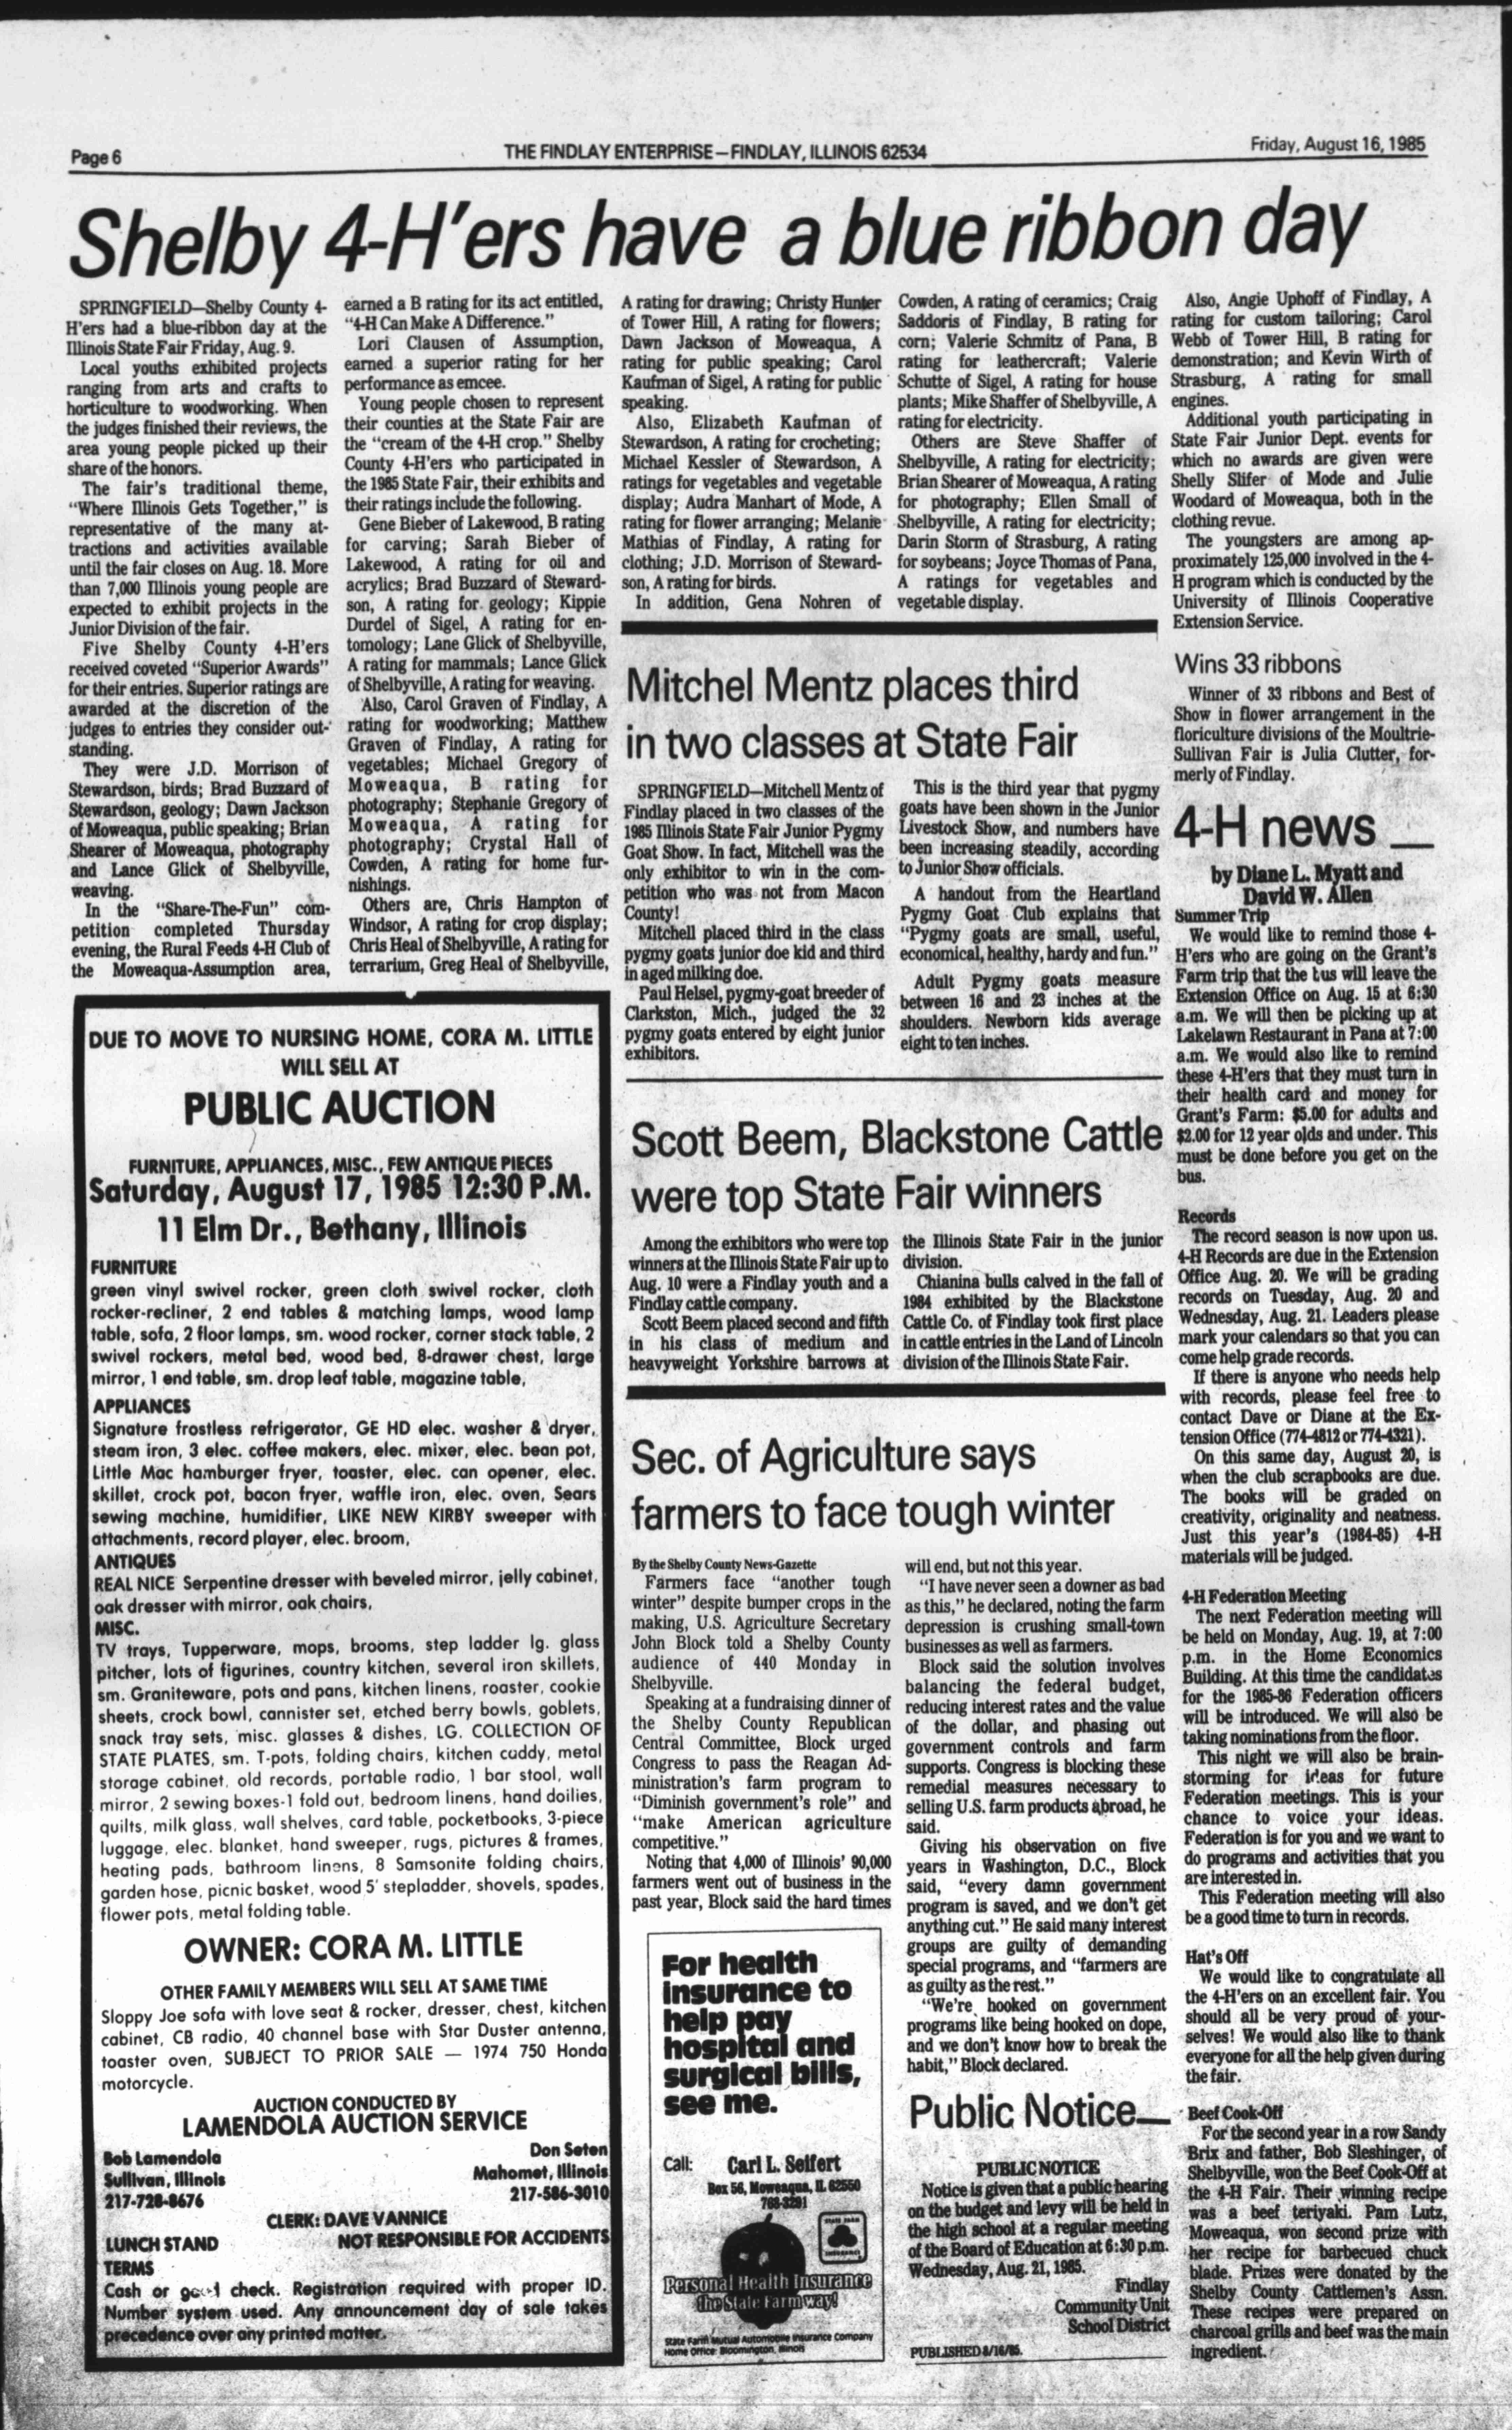 Page 6
THE FINDLAY ENTERPRISE—FINDLAY, ILLINOIS 62534
Friday, August 16, 1985
Shelby 4-H'ers have a blue ribbon day
SPRINGFIELD—Shelby County 4-
H'ers had a blue-ribbon day at the
Illinois State Fair Friday, Aug. 9.
Local youths exhibited projects
ranging from arts and crafts to
horticulture to woodworking. When
the judges finished their reviews, the
area young people picked up their
share of the honors.
The fair's traditional theme,
"Where Illinois Gets Together," is
representative of the many at-
tractions and activities available
until the fair closes on Aug. 18. More
than 7,000 Illinois young people are
expected to exhibit projects in the
Junior Division of the fair.
Five Shelby County 4-H'ers
received coveted "Superior Awards"
for their entries. Superior ratings are
awarded at the discretion of the
judges to entries they consider out-
standing.
They were J.D. Morrison of
Stewardson, birds; Brad Buzzard of
Stewardson, geology; Dawn Jackson
of Moweaqua, public speaking; Brian
Shearer of Moweaqua, photography
and Lance Glick of Shelbyville,
weaving.
In the "Share-The-Fun" com-
petition completed Thursday
evening, the Rural Feeds 4-H Club of
the Moweaqua-Assumption area,
earned a B rating for its act entitled,
"4-H Can Make A Difference."
Lori Clausen of Assumption,
earned a superior rating for her
performance as emcee.
Young people chosen to represent
their counties at the State Fair are
the "cream of the 4-H crop." Shelby
County 4-H'ers who participated in
the 1985 State Fair, their exhibits and
their ratings include the following.
Gene Bieber of Lakewood, B rating
for carving; Sarah Bieber of
Lakewood, A rating for oil and
acrylics; Brad Buzzard of Steward-
son, A rating for geology; Kippie
Durdel of Sigel, A rating for en-
tomology; Lane Glick of Shelbyville,
A rating for mammals; Lance Glick
of Shelbyville, A rating for weaving.
Also, Carol Graven of Findlay, A
rating for woodworking; Matthew
Graven of Findlay, A rating for
vegetables; Michael Gregory of
Moweaqua, B rating for
photography; Stephanie Gregory of
Moweaqua, A rating for
photography; Crystal Hall of
Cowden, A rating for home fur-
nishings.
Others are, Chris Hampton of
Windsor, A rating for crop display;
Chris Heal of Shelbyville, A rating for
terrarium, Greg Heal of Shelbyville,
A rating for drawing; Christy Hunter
of Tower Hill, A rating for flowers;
Dawn Jackson of Moweaqua, A
rating for public speaking; Carol
Kaufman of Sigel, A rating for public
speaking.
Also, Elizabeth Kaufman of
Stewardson, A rating for crocheting;
Michael Kessler of Stewardson, A
ratings for vegetables and vegetable
display; Audra Manhart of Mode, A
rating for flower arranging; Melanie
Mathias of Findlay, A rating for
clothing; J.D. Morrison of Steward-
son, A rating for birds.
In addition, Gena Nohren of
Cowden, A rating of ceramics; Craig
Saddoris of Findlay, B rating for
corn; Valerie Schmitz of Pana, B
rating for leathercraft; Valerie
Schutte of Sigel, A rating for house
plants; Mike Shaffer of Shelbyville, A
rating for electricity.
Others are Steve Shaffer of
Shelbyville, A rating for electricity;
Brian Shearer of Moweaqua, A rating
for photography; Ellen Small of
Shelbyville, A rating for electricity;
Darin Storm of Strasburg, A rating
for soybeans; Joyce Thomas of Pana,
A ratings for vegetables and
vegetable display.
Also, Angie Uphoff of Findlay, A
rating for custom tailoring; Carol
Webb of Tower Hill, B rating for
demonstration; and Kevin Wirth of
Strasburg, A rating for small
engines.
Additional youth participating in
State Fair Junior Dept. events for
which no awards are given were
Shelly Slifer of Mode and Julie
Woodard of Moweaqua, both in the
clothing revue.
The youngsters are among ap-
proximately 125,000 involved in the 4-
H program which is conducted by the
University of Illinois Cooperative
Extension Service.
DUE TO MOVE TO NURSING HOME, CORA M. LITTLE
WILL SELL AT
PUBLIC AUCTION
FURNITURE, APPLIANCES, MISC., FEW ANTIQUE PIECES
Saturday, August 17, 1985 12:30 P.M.
11 Elm Dr., Bethany, Illinois
FURNITURE
green vinyl swivel rocker, green cloth swivel rocker, cloth
rocker-recliner, 2 end tables & matching lamps, wood lamp
table, sofa, 2 floor lamps, sm. wood rocker, corner stack table, 2
swivel rockers, metal bed, wood bed, 8-drawer chest, large
mirror, 1 end table, sm. drop leaf table, magazine table,
APPLIANCES
Signature frostless refrigerator, GE HD elec. washer & dryer,
steam iron, 3 elec. coffee makers, elec. mixer, elec. bean pot,
Little Mac hamburger fryer, toaster, elec. can opener, elec.
skillet, crock pot, bacon fryer, waffle iron, elec. oven, Sears
sewing machine, humidifier, LIKE NEW KIRBY sweeper with
attachments, record player, elec. broom,
ANTIQUES
REAL NICE Serpentine dresser with beveled mirror, jelly cabinet,
oak dresser with mirror, oak chairs,
MISC.
TV trays, Tupperware, mops, brooms, step ladder lg. glass
pitcher, lots of figurines, country kitchen, several iron skillets,
sm. Graniteware, pots and pans, kitchen linens, roaster, cookie
sheets, crock bowl, cannister set, etched berry bowls, goblets,
snack tray sets, misc. glasses & dishes, LG. COLLECTION OF
STATE PLATES, sm. T-pots, folding chairs, kitchen caddy, metal
storage cabinet, old records, portable radio, 1 bar stool, wall
mirror, 2 sewing boxes-1 fold out, bedroom linens, hand doilies,
quilts, milk glass, wall shelves, card table, pocketbooks, 3-piece
luggage, elec. blanket, hand sweeper, rugs, pictures & frames,
heating pads, bathroom linens, 8 Samsonite folding chairs,
garden hose, picnic basket, wood 5' stepladder, shovels, spades,
flower pots, metal folding table.
OWNER: CORA M. LITTLE
OTHER FAMILY MEMBERS WILL SELL AT SAME TIME
Sloppy Joe sofa with love seat & rocker, dresser, chest, kitchen
cabinet, CB radio, 40 channel base with Star Duster antenna,
toaster oven, SUBJECT TO PRIOR SALE — 1974 750 Honda
motorcycle.
AUCTION CONDUCTED BY
LAMENDOLA AUCTION SERVICE
Bob Lamendola
Sullivan, Illinois
217-728-8676
Don Seten
Mahomet, Illinois
217-586-3010
CLERK: DAVE VANNICE
LUNCH STAND
NOT RESPONSIBLE FOR ACCIDENTS
TERMS
Cash or good check. Registration required with proper ID.
Number system used. Any announcement day of sale takes
precedence over any printed matter.
Mitchel Mentz places third
in two classes at State Fair
SPRINGFIELD—Mitchell Mentz of
Findlay placed in two classes of the
1985 Illinois State Fair Junior Pygmy
Goat Show. In fact, Mitchell was the
only exhibitor to win in the com-
petition who was not from Macon
County!
Mitchell placed third in the class
pygmy goats junior doe kid and third
in aged milking doe.
Paul Helsel, pygmy-goat breeder of
Clarkston, Mich., judged the 32
pygmy goats entered by eight junior
exhibitors.
This is the third year that pygmy
goats have been shown in the Junior
Livestock Show, and numbers have
been increasing steadily, according
to Junior Show officials.
A handout from the Heartland
Pygmy Goat Club explains that
"Pygmy goats are small, useful,
economical, healthy, hardy and fun."
Adult Pygmy goats measure
between 16 and 23 inches at the
shoulders. Newborn kids average
eight to ten inches.
Scott Beem, Blackstone Cattle
were top State Fair winners
Among the exhibitors who were top
winners at the Illinois State Fair up to
Aug. 10 were a Findlay youth and a
Findlay cattle company.
Scott Beem placed second and fifth
in his class of medium and
heavyweight Yorkshire barrows at
the Illinois State Fair in the junior
division.
Chianina bulls calved in the fall of
1984 exhibited by the Blackstone
Cattle Co. of Findlay took first place
in cattle entries in the Land of Lincoln
division of the Illinois State Fair.
Sec. of Agriculture says
farmers to face tough winter
By the Shelby County News-Gazette
Farmers face "another tough
winter" despite bumper crops in the
making, U.S. Agriculture Secretary
John Block told a Shelby County
audience of 440 Monday in
Shelbyville.
Speaking at a fundraising dinner of
the Shelby County Republican
Central Committee, Block urged
Congress to pass the Reagan Ad-
ministration's farm program to
"Diminish government's role" and
"make American agriculture
competitive."
Noting that 4,000 of Illinois' 90,000
farmers went out of business in the
past year, Block said the hard times
will end, but not this year.
"I have never seen a downer as bad
as this," he declared, noting the farm
depression is crushing small-town
businesses as well as farmers.
Block said the solution involves
balancing the federal budget,
reducing interest rates and the value
of the dollar, and phasing out
government controls and farm
supports. Congress is blocking these
remedial measures necessary to
selling U.S. farm products abroad, he
said.
Giving his observation on five
years in Washington, D.C., Block
said, "every damn government
program is saved, and we don't get
anything cut." He said many interest
groups are guilty of demanding
special programs, and "farmers are
as guilty as the rest."
"We're hooked on government
programs like being hooked on dope,
and we don't know how to break the
habit," Block declared.
For health
insurance to
help pay
hospital and
surgical bills,
see me.
Call:
Carl L. Seifert
Box 56, Moweaqua, IL 62550
768-3291
STATE FARM
INSURANCE
Personal Health Insurance
the State Farm way!
State Farm Mutual Automobile Insurance Company
Home Office: Bloomington, Illinois
Public Notice
PUBLIC NOTICE
Notice is given that a public hearing
on the budget and levy will be held in
the high school at a regular meeting
of the Board of Education at 6:30 p.m.
Wednesday, Aug. 21, 1985.
Findlay
Community Unit
School District
PUBLISHED 8/16/85.
Wins 33 ribbons
Winner of 33 ribbons and Best of
Show in flower arrangement in the
floriculture divisions of the Moultrie-
Sullivan Fair is Julia Clutter, for-
merly of Findlay.
4-H news
by Diane L. Myatt and
David W. Allen
Summer Trip
We would like to remind those 4-
H'ers who are going on the Grant's
Farm trip that the bus will leave the
Extension Office on Aug. 15 at 6:30
a.m. We will then be picking up at
Lakelawn Restaurant in Pana at 7:00
a.m. We would also like to remind
these 4-H'ers that they must turn in
their health card and money for
Grant's Farm: $5.00 for adults and
$2.00 for 12 year olds and under. This
must be done before you get on the
bus.
Records
The record season is now upon us.
4-H Records are due in the Extension
Office Aug. 20. We will be grading
records on Tuesday, Aug. 20 and
Wednesday, Aug. 21. Leaders please
mark your calendars so that you can
come help grade records.
If there is anyone who needs help
with records, please feel free to
contact Dave or Diane at the Ex-
tension Office (774-4812 or 774-4321).
On this same day, August 20, is
when the club scrapbooks are due.
The books will be graded on
creativity, originality and neatness.
Just this year's (1984-85) 4-H
materials will be judged.
4-H Federation Meeting
The next Federation meeting will
be held on Monday, Aug. 19, at 7:00
p.m. in the Home Economics
Building. At this time the candidates
for the 1985-86 Federation officers
will be introduced. We will also be
taking nominations from the floor.
This night we will also be brain-
storming for ideas for future
Federation meetings. This is your
chance to voice your ideas.
Federation is for you and we want to
do programs and activities that you
are interested in.
This Federation meeting will also
be a good time to turn in records.
Hat's Off
We would like to congratulate all
the 4-H'ers on an excellent fair. You
should all be very proud of your-
selves! We would also like to thank
everyone for all the help given during
the fair.
Beef Cook-Off
For the second year in a row Sandy
Brix and father, Bob Sleshinger, of
Shelbyville, won the Beef Cook-Off at
the 4-H Fair. Their winning recipe
was a beef teriyaki. Pam Lutz,
Moweaqua, won second prize with
her recipe for barbecued chuck
blade. Prizes were donated by the
Shelby County Cattlemen's Assn.
These recipes were prepared on
charcoal grills and beef was the main
ingredient.